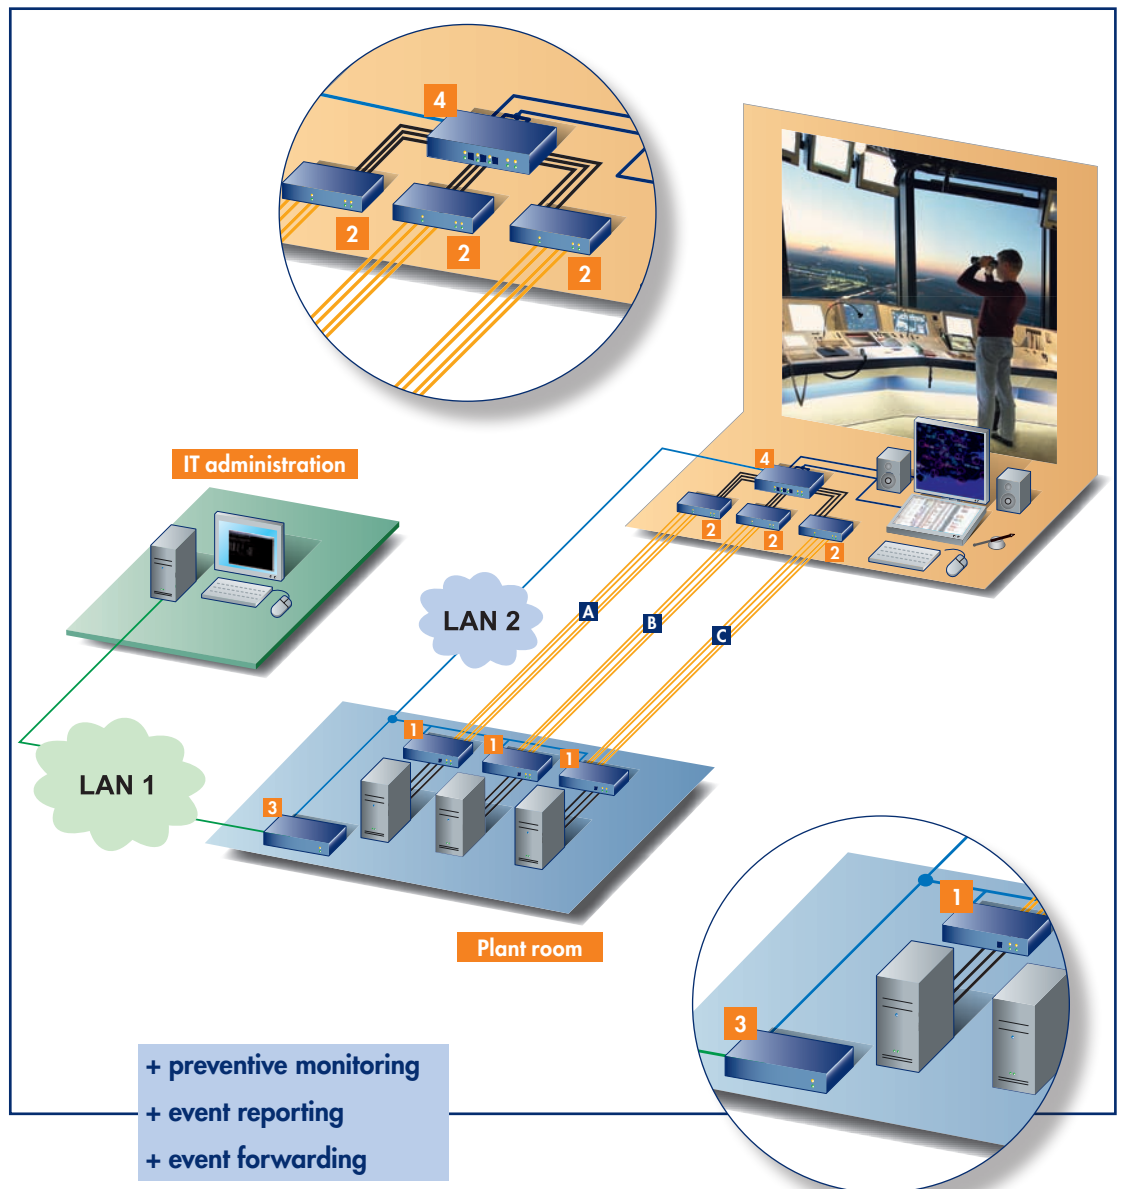 4
2
2
2
IT administration
4
2
2
2
A
B
C
LAN 2
1
1
1
LAN 1
3
Plant room
1
3
+ preventive monitoring
+ event reporting
+ event forwarding